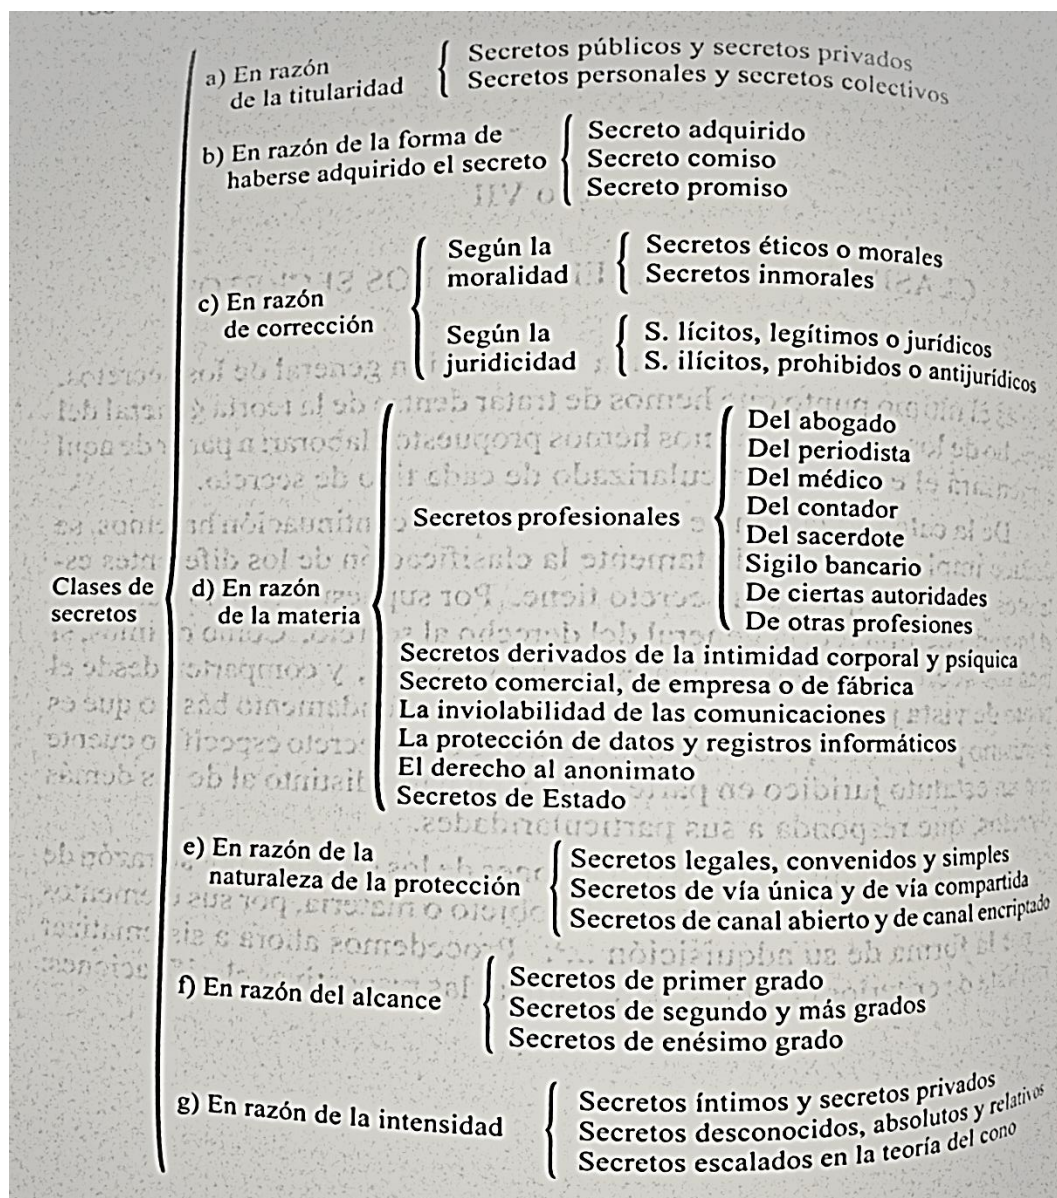 a) En razón
de la titularidad
Secretos públicos y secretos privados
Secretos personales y secretos colectivos
b) En razón de la forma de
haberse adquirido el secreto
Secreto adquirido
Secreto comiso
Secreto promiso
c) En razón
de corrección
Según la
moralidad
Secretos éticos o morales
Secretos inmorales
Según la
juridicidad
S. lícitos, legítimos o jurídicos
S. ilícitos, prohibidos o antijurídicos
Clases de
secretos
d) En razón
de la materia
Secretos profesionales
Del abogado
Del periodista
Del médico
Del contador
Del sacerdote
Sigilo bancario
De ciertas autoridades
De otras profesiones
Secretos derivados de la intimidad corporal y psíquica
Secreto comercial, de empresa o de fábrica
La inviolabilidad de las comunicaciones
La protección de datos y registros informáticos
El derecho al anonimato
Secretos de Estado
e) En razón de la
naturaleza de la protección
Secretos legales, convenidos y simples
Secretos de vía única y de vía compartida
Secretos de canal abierto y de canal encriptado
f) En razón del alcance
Secretos de primer grado
Secretos de segundo y más grados
Secretos de enésimo grado
g) En razón de la intensidad
Secretos íntimos y secretos privados
Secretos desconocidos, absolutos y relativos
Secretos escalados en la teoría del cono